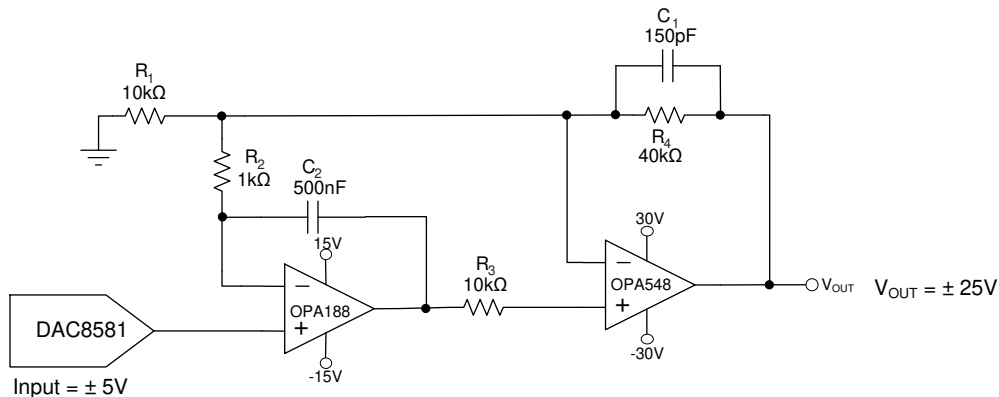 C1
150pF
R1
10kΩ
R4
40kΩ
R2
1kΩ
C2
500nF
15V
30V
R3
10kΩ
−
OPA188
+
−
OPA548
+
VOUT
VOUT = ± 25V
DAC8581
-15V
-30V
Input = ± 5V